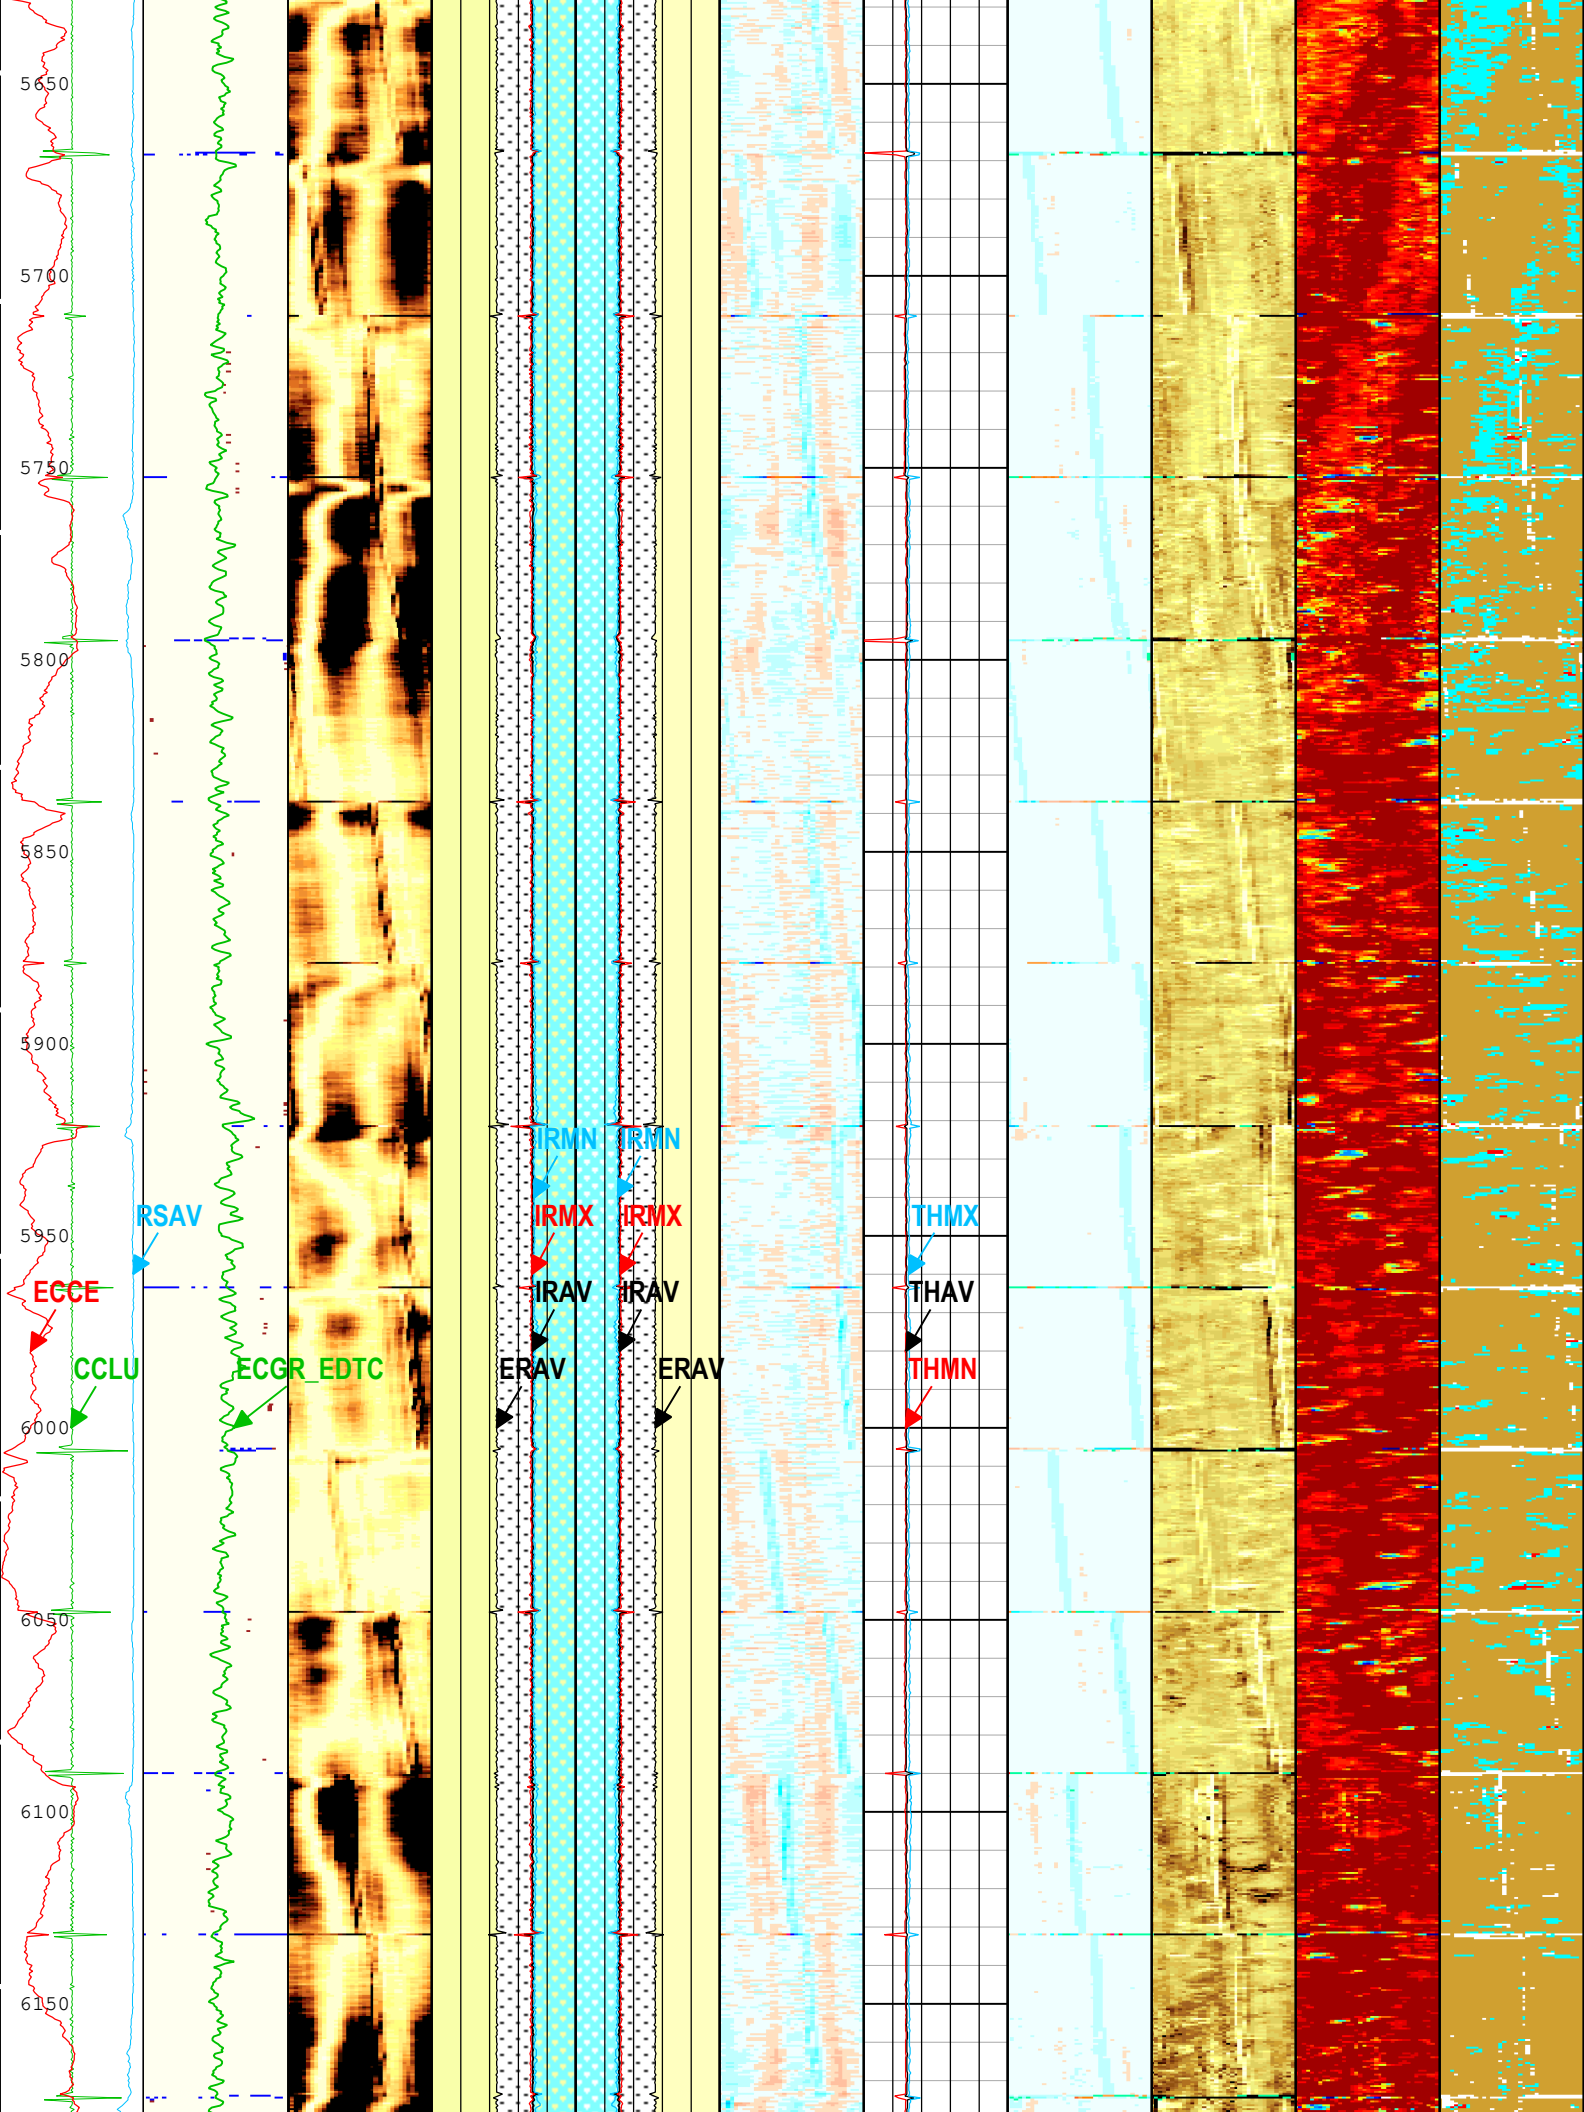 5650
5700
5750
5800
5850
5900
IRMN IRMN
RSAV IRMX IRMX THMX
5950
ECCE IRAV IRAV THAV
CCLU ECGR_EDTC ERAV ERAV THMN
6000
6050
6100
6150